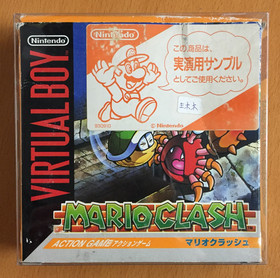 Nintendo
VIRTUAL BOY
Nintendo
この商品は、
実演用サンプル
としてご使用ください。
© Nintendo
MARIO CLASH
ACTION GAME アクションゲーム
マリオクラッシュ